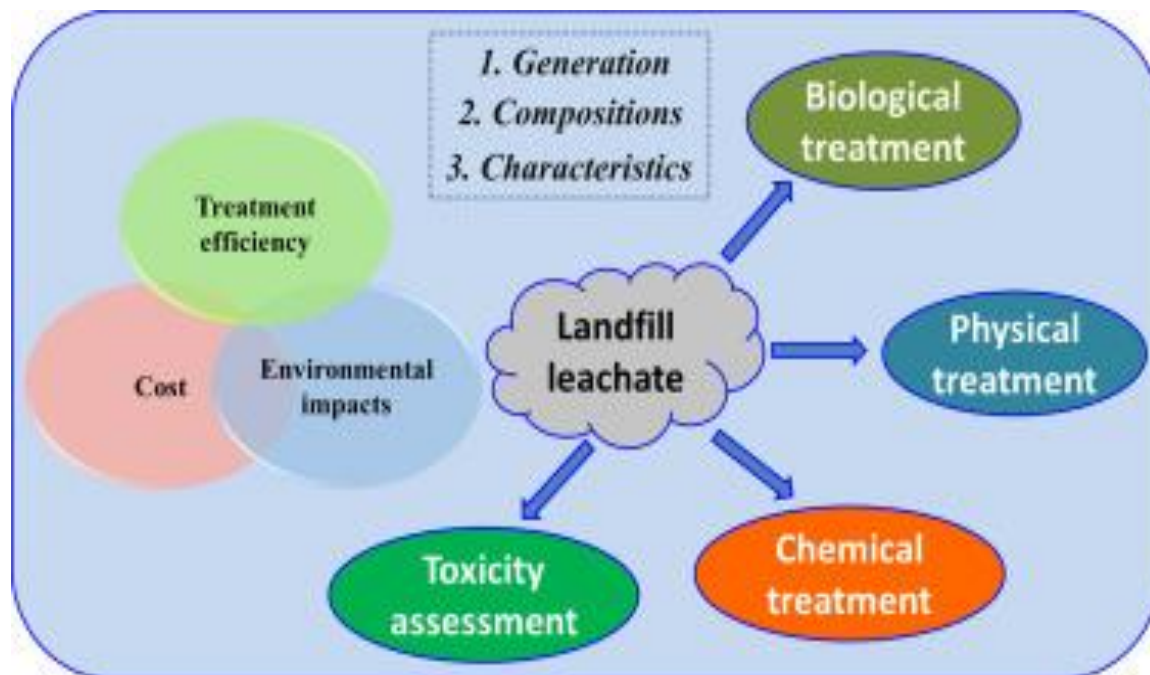 1. Generation
2. Compositions
3. Characteristics
Biological
treatment
Treatment
efficiency
Cost
Environmental
impacts
Landfill
leachate
Physical
treatment
Toxicity
assessment
Chemical
treatment